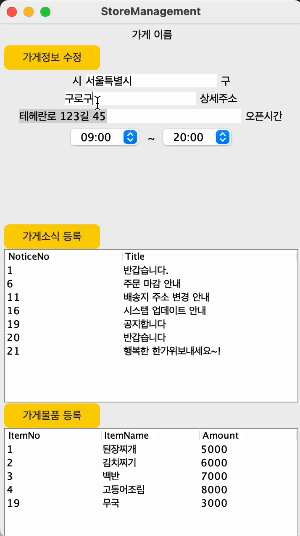 StoreManagement
가게 이름
가게정보 수정
시 서울특별시 구
구로구 상세주소
테헤란로 123길 45 오픈시간
09:00 ~ 20:00
가게소식 등록
NoticeNo Title
1 반갑습니다.
6 주문 마감 안내
11 배송지 주소 변경 안내
16 시스템 업데이트 안내
19 공지합니다
20 반갑습니다
21 행복한 한가위보내세요~!
가게물품 등록
ItemNo ItemName Amount
1 된장찌개 5000
2 김치찌기 6000
3 백반 7000
4 고등어조림 8000
19 무국 3000